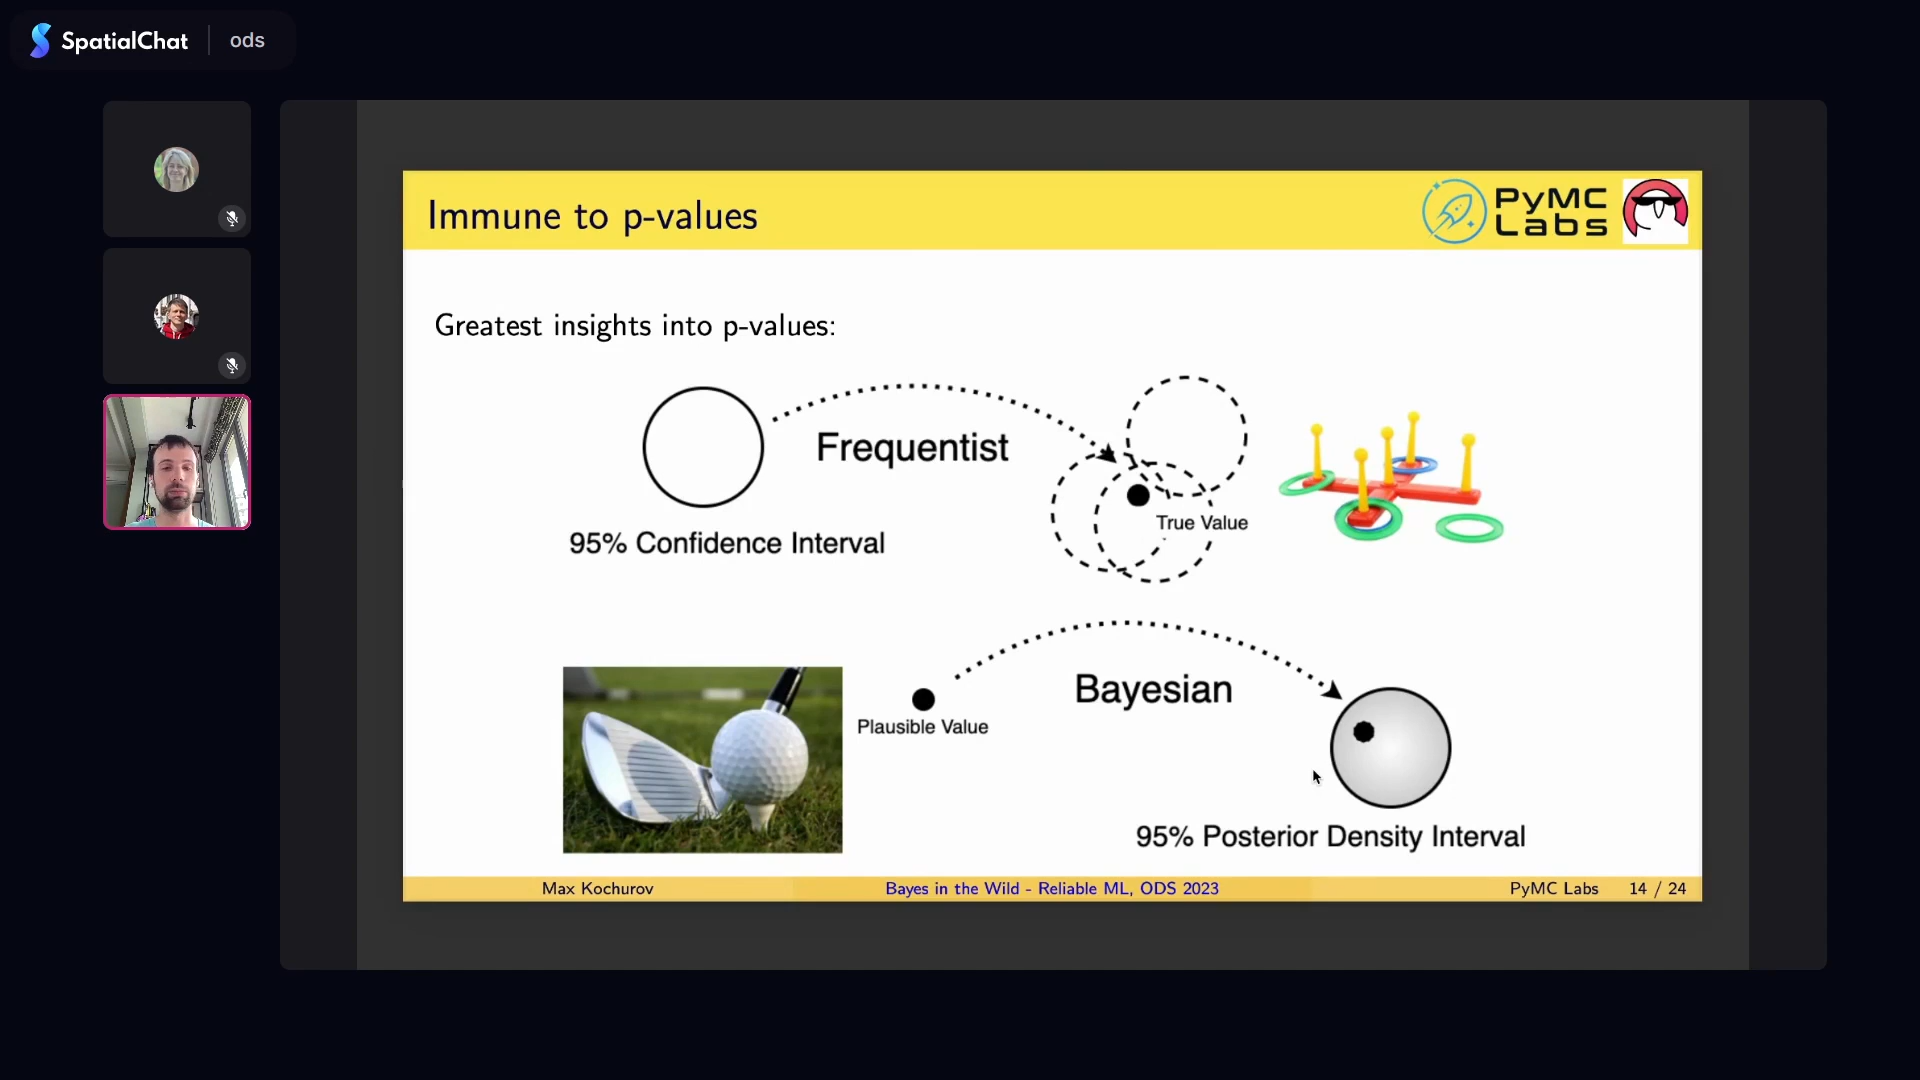 SpatialChat
ods
Immune to p-values
PyMC
Labs
Greatest insights into p-values:
Frequentist
True Value
95% Confidence Interval
Bayesian
Plausible Value
95% Posterior Density Interval
Max Kochurov
Bayes in the Wild - Reliable ML, ODS 2023
PyMC Labs
14 / 24